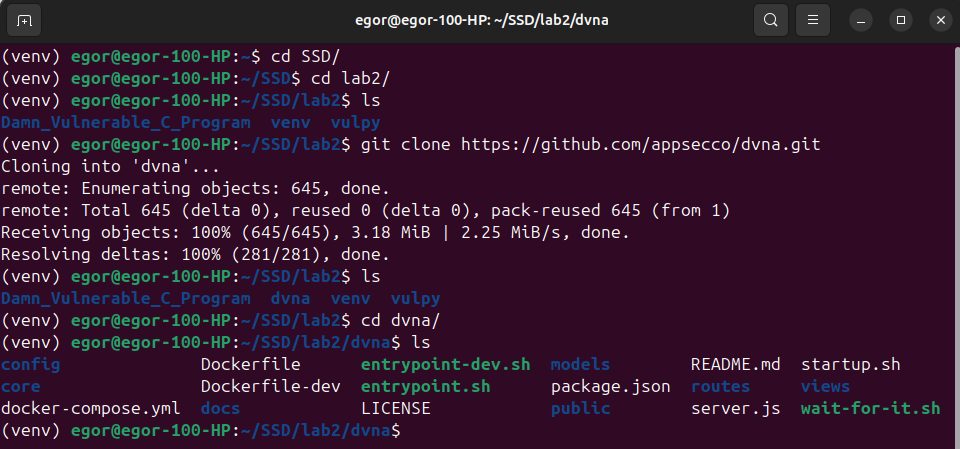 egor@egor-100-HP: ~/SSD/lab2/dvna
(venv) egor@egor-100-HP:~$ cd SSD/
(venv) egor@egor-100-HP:~/SSD$ cd lab2/
(venv) egor@egor-100-HP:~/SSD/lab2$ ls
Damn_Vulnerable_C_Program  venv  vulpy
(venv) egor@egor-100-HP:~/SSD/lab2$ git clone https://github.com/appsecco/dvna.git
Cloning into 'dvna'...
remote: Enumerating objects: 645, done.
remote: Total 645 (delta 0), reused 0 (delta 0), pack-reused 645 (from 1)
Receiving objects: 100% (645/645), 3.18 MiB | 2.25 MiB/s, done.
Resolving deltas: 100% (281/281), done.
(venv) egor@egor-100-HP:~/SSD/lab2$ ls
Damn_Vulnerable_C_Program  dvna  venv  vulpy
(venv) egor@egor-100-HP:~/SSD/lab2$ cd dvna/
(venv) egor@egor-100-HP:~/SSD/lab2/dvna$ ls
config              Dockerfile      entrypoint-dev.sh  models        README.md  startup.sh
core                Dockerfile-dev  entrypoint.sh      package.json  routes     views
docker-compose.yml  docs            LICENSE            public        server.js  wait-for-it.sh
(venv) egor@egor-100-HP:~/SSD/lab2/dvna$